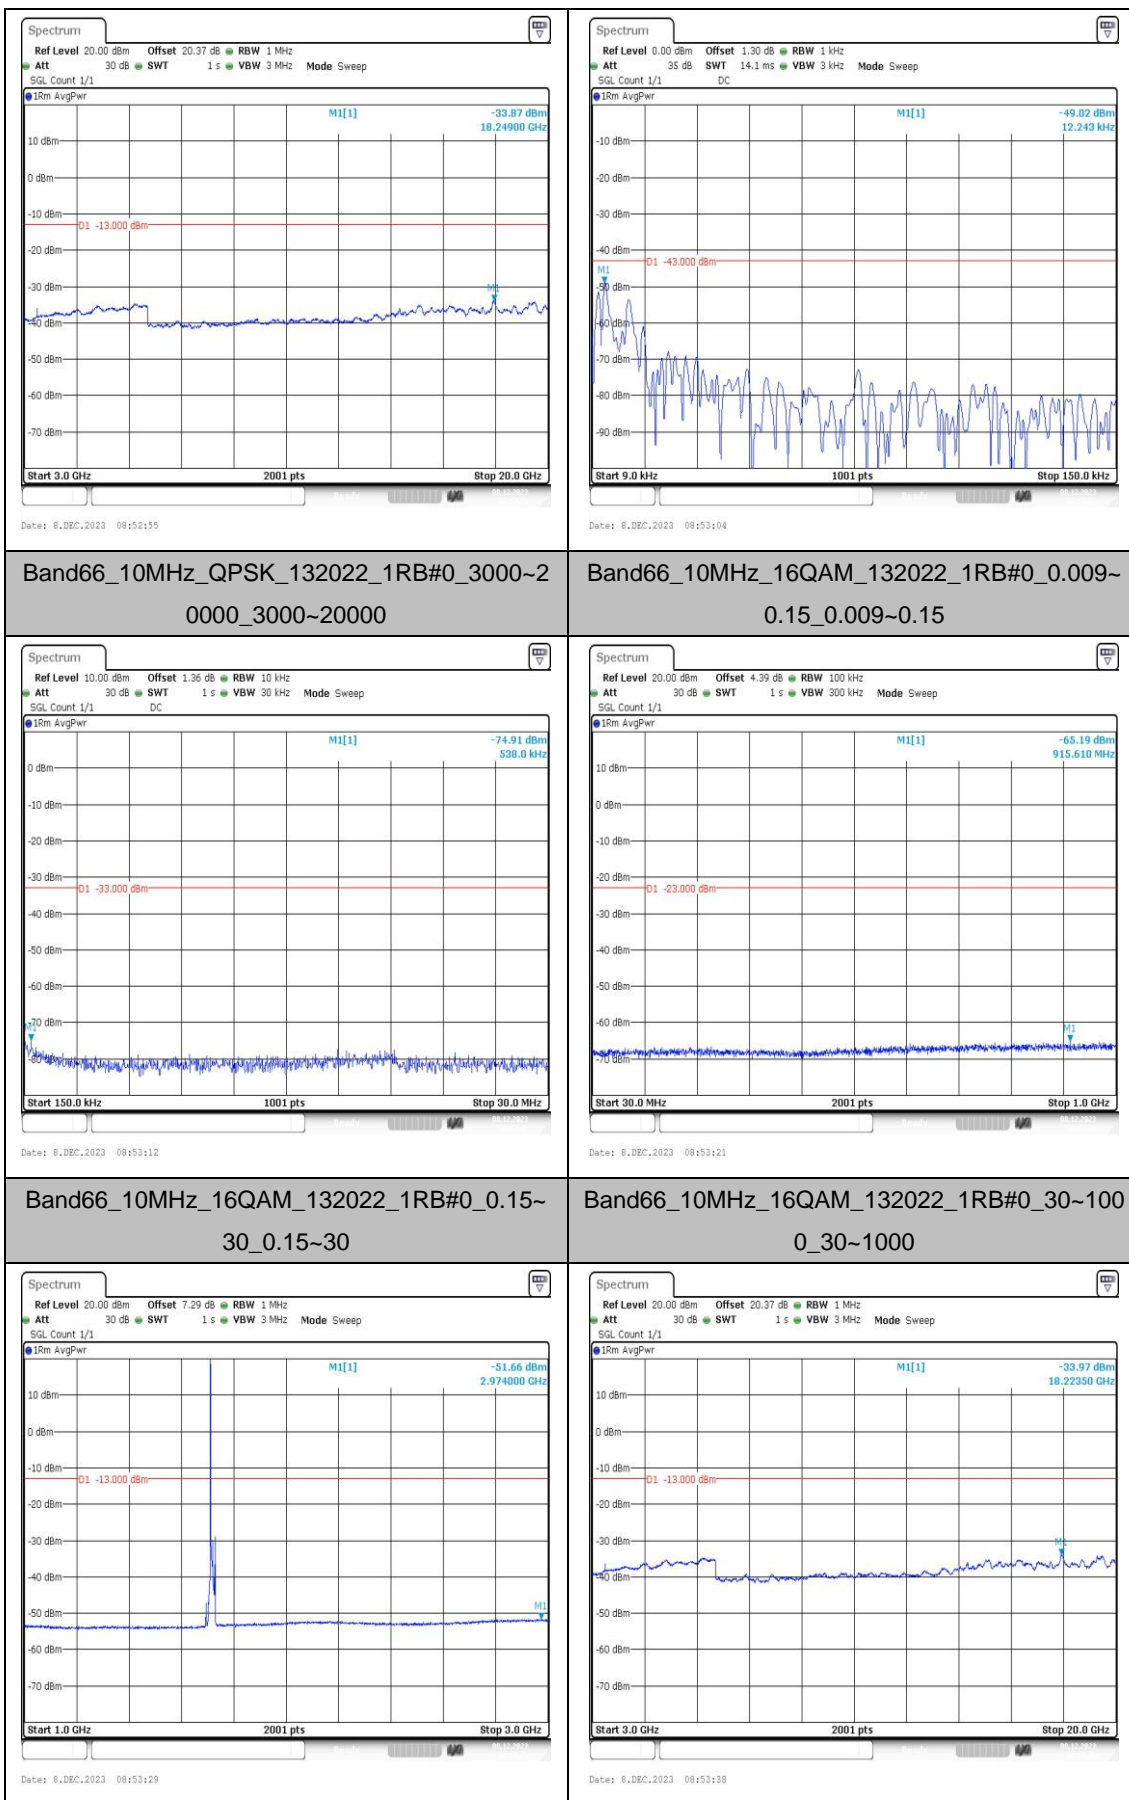 Spectrum
Ref Level 20.00 dBm Offset 20.37 dB RBW 1 MHz
Att 30 dB SWT 1 s VBW 3 MHz Mode Sweep
SGL Count 1/1
1Rm AvgPwr
M1[1] -33.87 dBm
18.24900 GHz
10 dBm
0 dBm
-10 dBm
D1 -13.000 dBm
-20 dBm
-30 dBm
M1
-40 dBm
-50 dBm
-60 dBm
-70 dBm
Start 3.0 GHz 2001 pts Stop 20.0 GHz
Date: 8.DEC.2023 08:52:55
Spectrum
Ref Level 0.00 dBm Offset 1.30 dB RBW 1 kHz
Att 35 dB SWT 14.1 ms VBW 3 kHz Mode Sweep
SGL Count 1/1 DC
1Rm AvgPwr
M1[1] -49.02 dBm
12.243 kHz
-10 dBm
-20 dBm
-30 dBm
-40 dBm
D1 -43.000 dBm
M1
-50 dBm
-60 dBm
-70 dBm
-80 dBm
-90 dBm
Start 9.0 kHz 1001 pts Stop 150.0 kHz
Date: 8.DEC.2023 08:53:04
Band66_10MHz_QPSK_132022_1RB#0_3000~2
0000_3000~20000
Band66_10MHz_16QAM_132022_1RB#0_0.009~
0.15_0.009~0.15
Spectrum
Ref Level 10.00 dBm Offset 1.36 dB RBW 10 kHz
Att 30 dB SWT 1 s VBW 30 kHz Mode Sweep
SGL Count 1/1 DC
1Rm AvgPwr
M1[1] -74.91 dBm
538.0 kHz
0 dBm
-10 dBm
-20 dBm
-30 dBm
D1 -33.000 dBm
-40 dBm
-50 dBm
-60 dBm
-70 dBm
M1
-80 dBm
Start 150.0 kHz 1001 pts Stop 30.0 MHz
Date: 8.DEC.2023 08:53:12
Spectrum
Ref Level 20.00 dBm Offset 4.39 dB RBW 100 kHz
Att 30 dB SWT 1 s VBW 300 kHz Mode Sweep
SGL Count 1/1
1Rm AvgPwr
M1[1] -65.19 dBm
915.610 MHz
10 dBm
0 dBm
-10 dBm
-20 dBm
D1 -23.000 dBm
-30 dBm
-40 dBm
-50 dBm
-60 dBm
M1
-70 dBm
Start 30.0 MHz 2001 pts Stop 1.0 GHz
Date: 8.DEC.2023 08:53:21
Band66_10MHz_16QAM_132022_1RB#0_0.15~
30_0.15~30
Band66_10MHz_16QAM_132022_1RB#0_30~100
0_30~1000
Spectrum
Ref Level 20.00 dBm Offset 7.29 dB RBW 1 MHz
Att 30 dB SWT 1 s VBW 3 MHz Mode Sweep
SGL Count 1/1
1Rm AvgPwr
M1[1] -51.66 dBm
2.974000 GHz
10 dBm
0 dBm
-10 dBm
D1 -13.000 dBm
-20 dBm
-30 dBm
-40 dBm
-50 dBm
M1
-60 dBm
-70 dBm
Start 1.0 GHz 2001 pts Stop 3.0 GHz
Date: 8.DEC.2023 08:53:29
Spectrum
Ref Level 20.00 dBm Offset 20.37 dB RBW 1 MHz
Att 30 dB SWT 1 s VBW 3 MHz Mode Sweep
SGL Count 1/1
1Rm AvgPwr
M1[1] -33.97 dBm
18.22350 GHz
10 dBm
0 dBm
-10 dBm
D1 -13.000 dBm
-20 dBm
-30 dBm
M1
-40 dBm
-50 dBm
-60 dBm
-70 dBm
Start 3.0 GHz 2001 pts Stop 20.0 GHz
Date: 8.DEC.2023 08:53:38